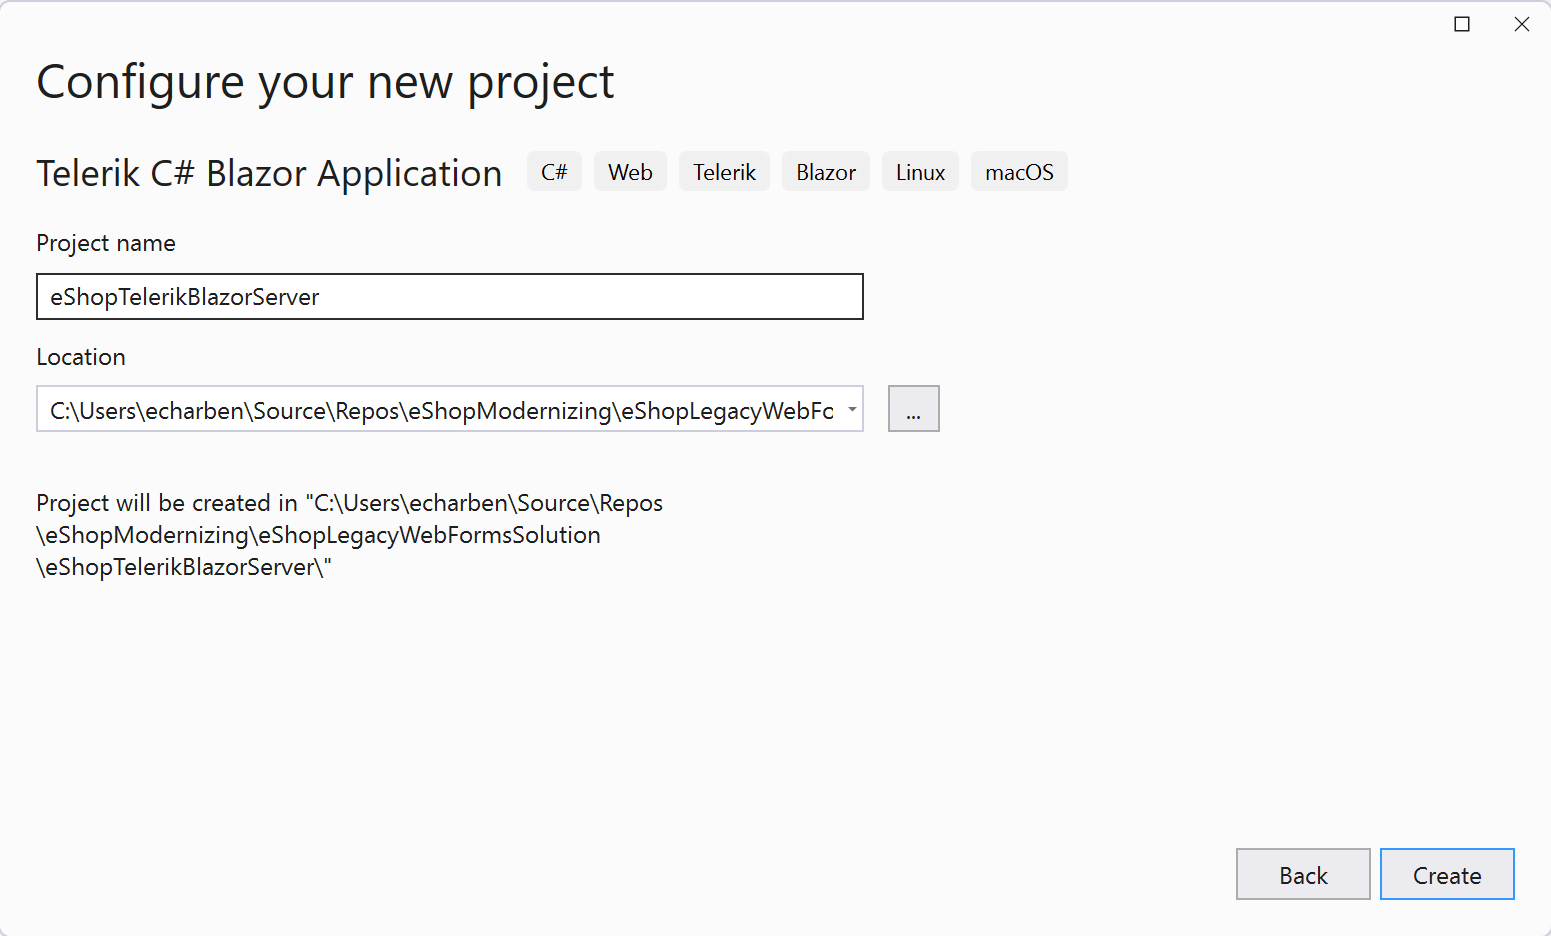 Configure your new project
Telerik C# Blazor Application C# Web Telerik Blazor Linux macOS
Project name
eShopTelerikBlazorServer
Location
C:\Users\echarben\Source\Repos\eShopModernizing\eShopLegacyWebFo ...
Project will be created in "C:\Users\echarben\Source\Repos
\eShopModernizing\eShopLegacyWebFormsSolution
\eShopTelerikBlazorServer\"
Back Create